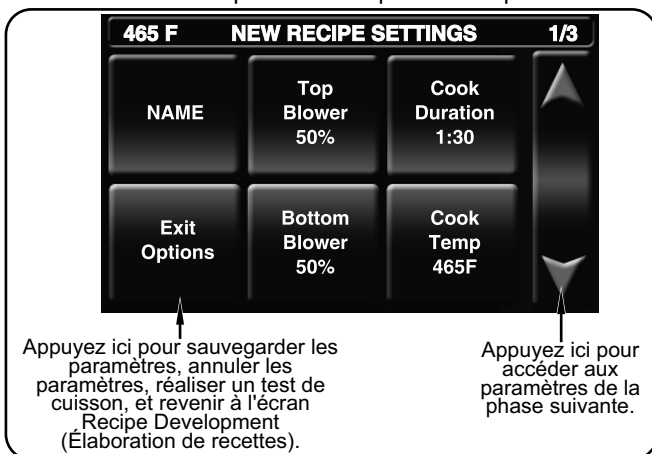 465 F NEW RECIPE SETTINGS 1/3
NAME
Top
Blower
50%
Cook
Duration
1:30
Exit
Options
Bottom
Blower
50%
Cook
Temp
465F
Appuyez ici pour sauvegarder les
paramètres, annuler les
paramètres, réaliser un test de
cuisson, et revenir à l'écran
Recipe Development
(Élaboration de recettes).
Appuyez ici pour
accéder aux
paramètres de la
phase suivante.